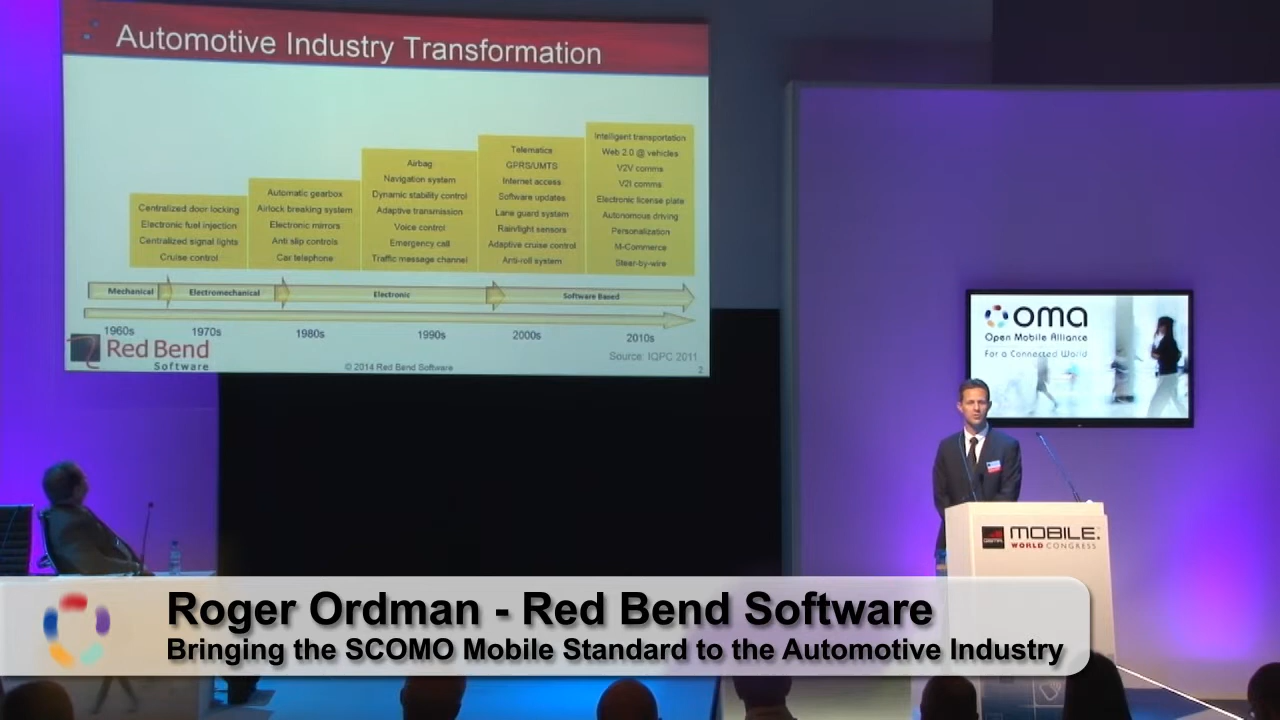 Automotive Industry Transformation
Centralized door locking
Electronic fuel injection
Centralized signal lights
Cruise control
Automatic gearbox
Airlock breaking system
Electronic mirrors
Anti slip controls
Car telephone
Airbag
Navigation system
Dynamic stability control
Adaptive transmission
Voice control
Emergency call
Traffic message channel
Telematics
GPRS/UMTS
Internet access
Software updates
Lane guard system
Rain/light sensors
Adaptive cruise control
Anti-roll system
Intelligent transportation
Web 2.0 @ vehicles
V2V comms
V2I comms
Electronic license plate
Autonomous driving
Personalization
M-Commerce
Steer-by-wire
Mechanical
Electromechanical
Electronic
Software Based
1960s
1970s
1980s
1990s
2000s
2010s
Red Bend
Software
© 2014 Red Bend Software
Source: IQPC 2011
2
oma
Open Mobile Alliance
For a Connected World
GSMA
MOBILE
WORLD CONGRESS
Roger Ordman - Red Bend Software
Bringing the SCOMO Mobile Standard to the Automotive Industry